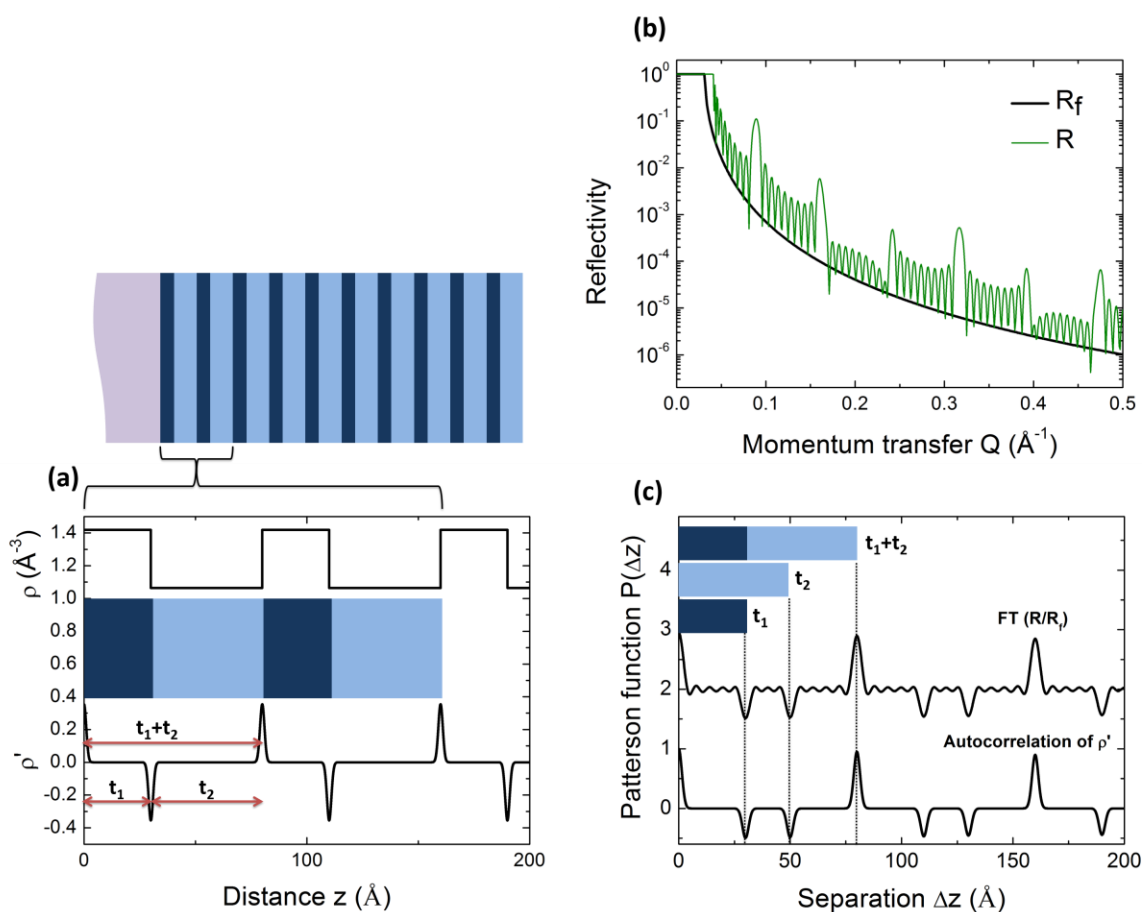 (b)
10⁰
10⁻¹
10⁻²
10⁻³
10⁻⁴
10⁻⁵
10⁻⁶
Reflectivity
R_f
R
0.0 0.1 0.2 0.3 0.4 0.5
Momentum transfer Q (Å⁻¹)
(a)
1.4
1.2
1.0
0.8
0.6
0.4
ρ (Å⁻³)
0.2
0.0
-0.2
-0.4
ρ'
t₁+t₂
t₁ t₂
0 100 200
Distance z (Å)
(c)
4
3
2
1
0
Patterson function P(Δz)
t₁+t₂
t₂
t₁
FT (R/R_f)
Autocorrelation of ρ'
0 50 100 150 200
Separation Δz (Å)